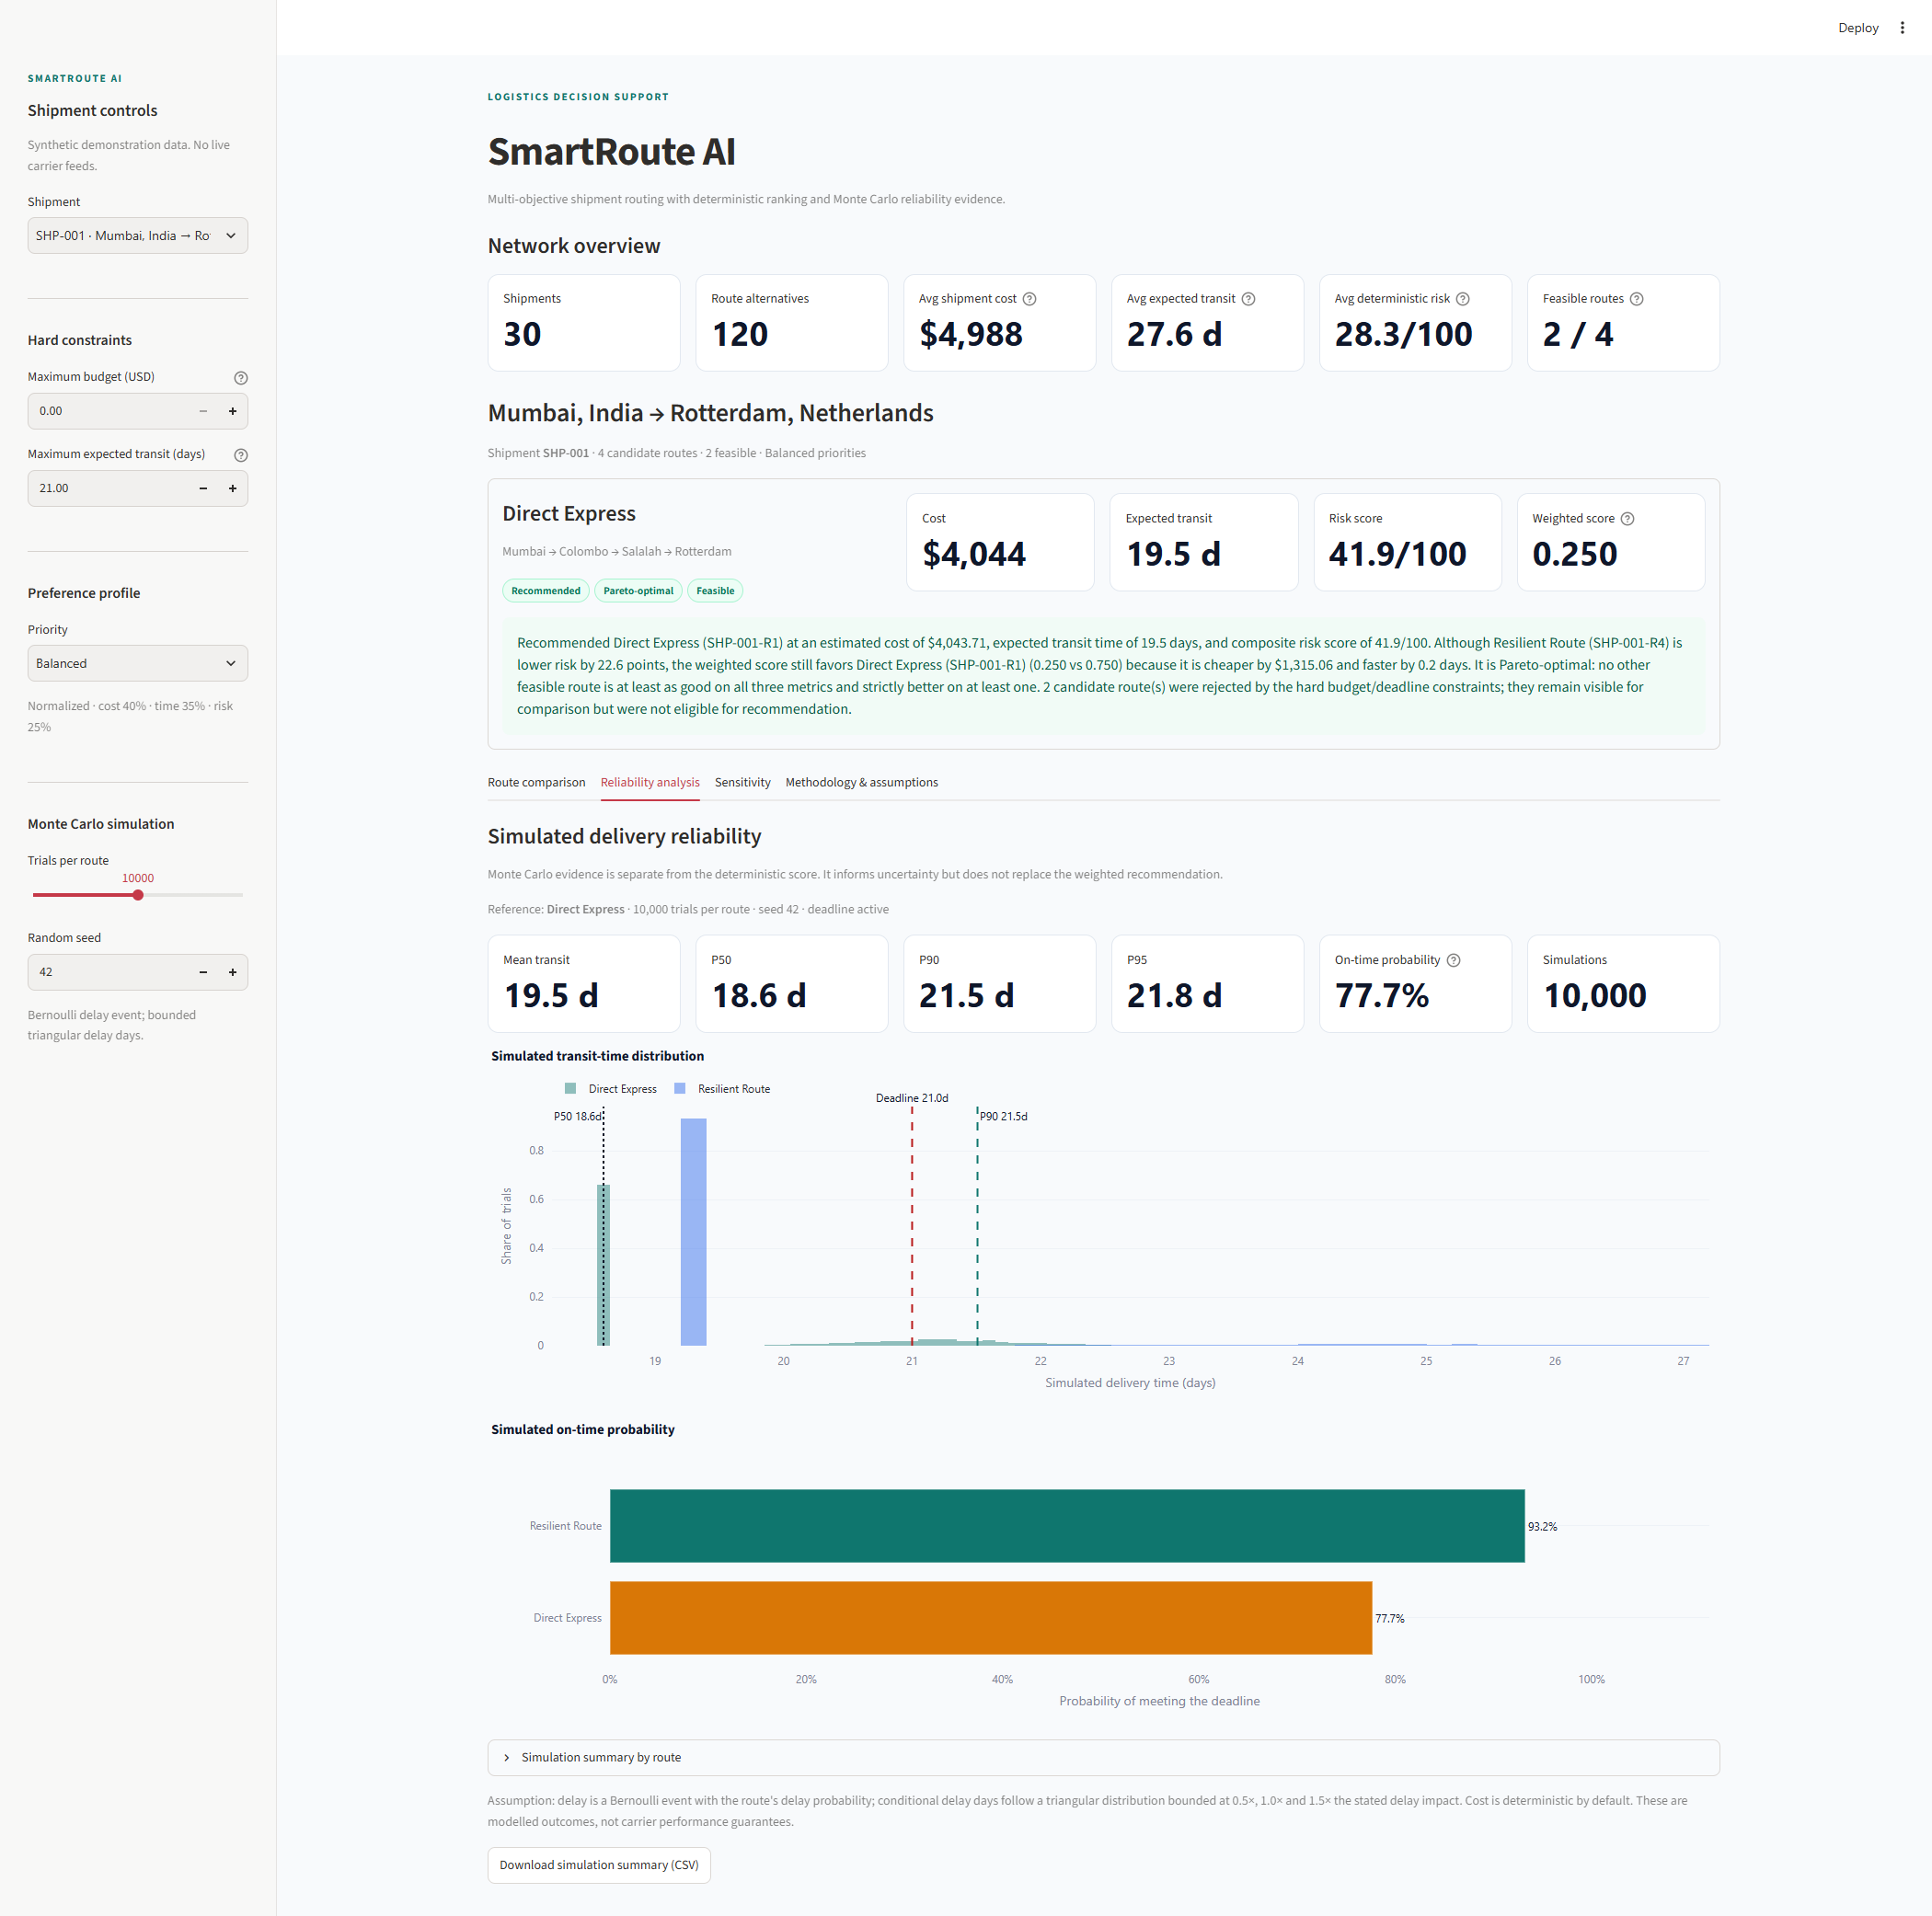 Deploy
SMARTROUTE AI
Shipment controls
Synthetic demonstration data. No live
carrier feeds.
Shipment
SHP-001 · Mumbai, India → Ro
Hard constraints
Maximum budget (USD)
0.00
Maximum expected transit (days)
21.00
Preference profile
Priority
Balanced
Normalized · cost 40% · time 35% · risk
25%
Monte Carlo simulation
Trials per route
10000
Random seed
42
Bernoulli delay event; bounded
triangular delay days.
LOGISTICS DECISION SUPPORT
SmartRoute AI
Multi-objective shipment routing with deterministic ranking and Monte Carlo reliability evidence.
Network overview
Shipments
30
Route alternatives
120
Avg shipment cost
$4,988
Avg expected transit
27.6 d
Avg deterministic risk
28.3/100
Feasible routes
2 / 4
Mumbai, India → Rotterdam, Netherlands
Shipment SHP-001 · 4 candidate routes · 2 feasible · Balanced priorities
Direct Express
Mumbai → Colombo → Salalah → Rotterdam
Recommended Pareto-optimal Feasible
Cost
$4,044
Expected transit
19.5 d
Risk score
41.9/100
Weighted score
0.250
Recommended Direct Express (SHP-001-R1) at an estimated cost of $4,043.71, expected transit time of 19.5 days, and composite risk score of 41.9/100. Although Resilient Route (SHP-001-R4) is
lower risk by 22.6 points, the weighted score still favors Direct Express (SHP-001-R1) (0.250 vs 0.750) because it is cheaper by $1,315.06 and faster by 0.2 days. It is Pareto-optimal: no other
feasible route is at least as good on all three metrics and strictly better on at least one. 2 candidate route(s) were rejected by the hard budget/deadline constraints; they remain visible for
comparison but were not eligible for recommendation.
Route comparison Reliability analysis Sensitivity Methodology & assumptions
Simulated delivery reliability
Monte Carlo evidence is separate from the deterministic score. It informs uncertainty but does not replace the weighted recommendation.
Reference: Direct Express · 10,000 trials per route · seed 42 · deadline active
Mean transit
19.5 d
P50
18.6 d
P90
21.5 d
P95
21.8 d
On-time probability
77.7%
Simulations
10,000
Simulated transit-time distribution
Direct Express Resilient Route
Deadline 21.0d
P50 18.6d
P90 21.5d
Share of trials
0.8
0.6
0.4
0.2
0
19 20 21 22 23 24 25 26 27
Simulated delivery time (days)
Simulated on-time probability
Resilient Route
93.2%
Direct Express
77.7%
0% 20% 40% 60% 80% 100%
Probability of meeting the deadline
Simulation summary by route
Assumption: delay is a Bernoulli event with the route's delay probability; conditional delay days follow a triangular distribution bounded at 0.5×, 1.0× and 1.5× the stated delay impact. Cost is deterministic by default. These are
modelled outcomes, not carrier performance guarantees.
Download simulation summary (CSV)